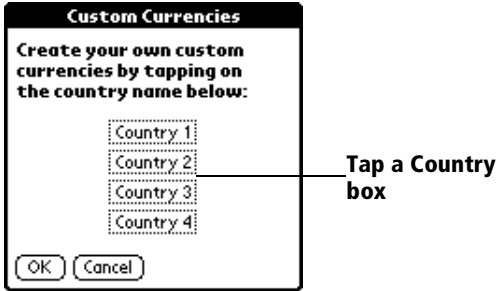 Custom Currencies
Create your own custom
currencies by tapping on
the country name below:
Country 1
Country 2
Country 3
Country 4
OK Cancel
Tap a Country
box